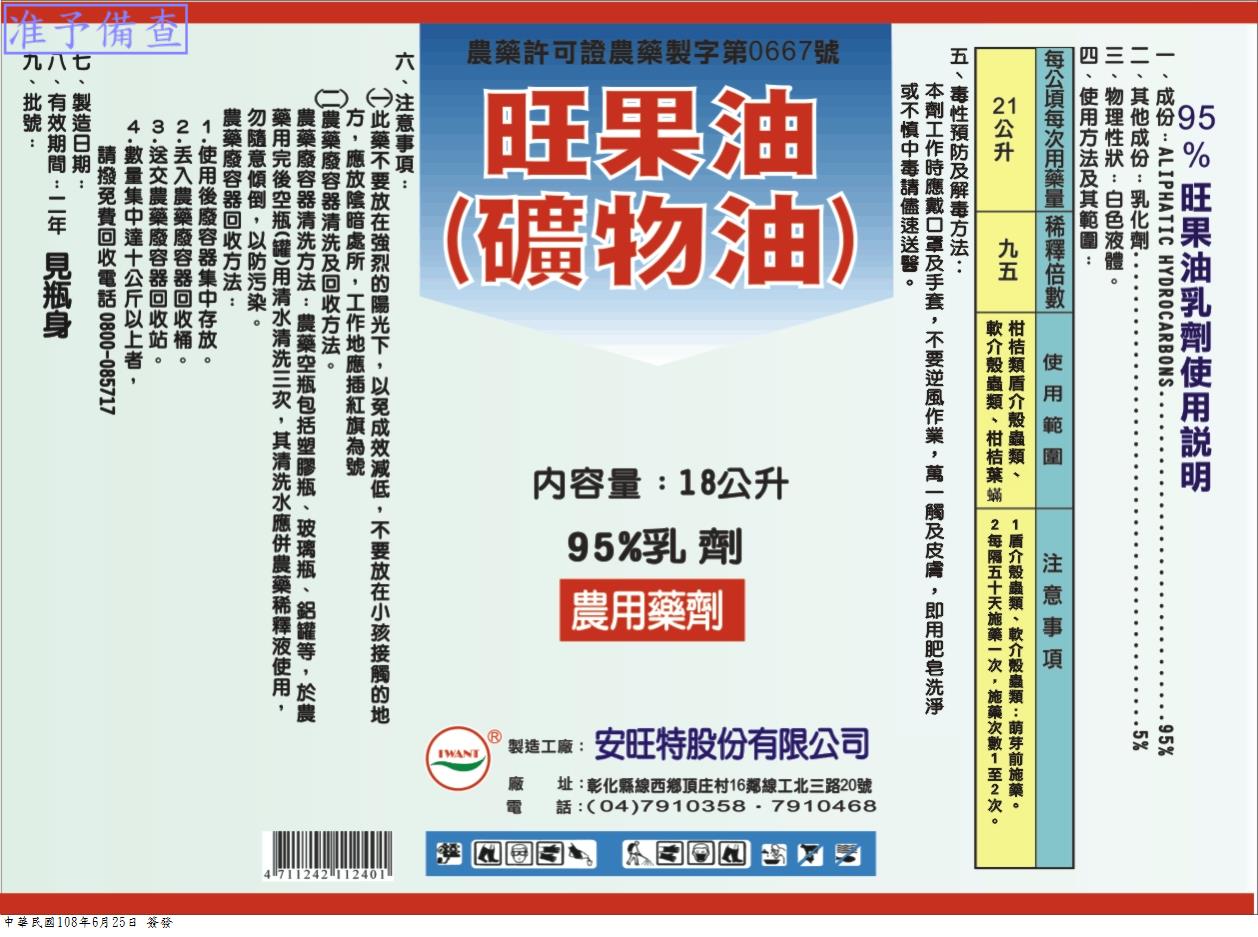 准予備查
95%旺果油乳劑使用說明
一、成份:ALIPHATIC HYDROCARBONS..............................95%
二、其他成份:乳化劑..............................5%
三、物理性狀:白色液體。
四、使用方法及其範圍:
每公頃每次用藥量
稀釋倍數
使用範圍
注意事項
21公升
九五
柑桔類盾介殼蟲類、
軟介殼蟲類、柑桔葉蟎
1盾介殼蟲類、軟介殼蟲類:萌芽前施藥。
2每隔五十天施藥一次,施藥次數1至2次。
五、毒性預防及解毒方法:
本劑工作時應戴口罩及手套,不要逆風作業,萬一觸及皮膚,即用肥皂洗淨
或不慎中毒請儘速送醫。
農藥許可證農藥製字第0667號
旺果油
(礦物油)
內容量:18公升
95%乳 劑
農用藥劑
IWANT
®
製造工廠:安旺特股份有限公司
廠 址:彰化縣線西鄉頂庄村16鄰線工北三路20號
電 話:(04)7910358·7910468
六、注意事項:
(一)此藥不要放在強烈的陽光下,以免成效減低,不要放在小孩接觸的地
方,應放陰暗處所,工作地應插紅旗為號
(二)農藥廢容器清洗及回收方法。
農藥廢容器清洗方法:農藥空瓶包括塑膠瓶、玻璃瓶、鋁罐等,於農
藥用完後空瓶(罐)用清水清洗三次,其清洗水應併農藥稀釋液使用,
勿隨意傾倒,以防污染。
農藥廢容器回收方法:
1.使用後廢容器集中存放。
2.丟入農藥廢容器回收桶。
3.送交農藥廢容器回收站。
4.數量集中達十公斤以上者,
請撥免費回收電話0800-085717
七、製造日期:
八、有效期間:二年 見瓶身
九、批號:
4 711242 112401
中華民國108年6月25日 簽發